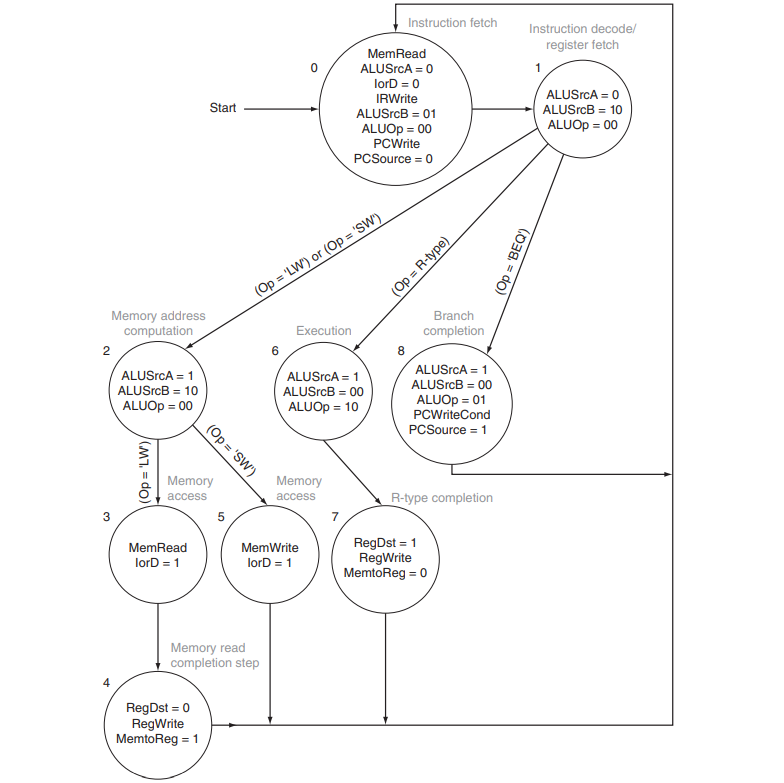 Instruction fetch
0
MemRead
ALUSrcA = 0
IorD = 0
IRWrite
ALUSrcB = 01
ALUOp = 00
PCWrite
PCSource = 0
Start
Instruction decode/
register fetch
1
ALUSrcA = 0
ALUSrcB = 10
ALUOp = 00
(Op = 'LW') or (Op = 'SW')
(Op = R-type)
(Op = 'BEQ')
Memory address
computation
2
ALUSrcA = 1
ALUSrcB = 10
ALUOp = 00
Execution
6
ALUSrcA = 1
ALUSrcB = 00
ALUOp = 10
Branch
completion
8
ALUSrcA = 1
ALUSrcB = 00
ALUOp = 01
PCWriteCond
PCSource = 1
(Op = 'LW')
(Op = 'SW')
Memory
access
3
MemRead
IorD = 1
Memory
access
5
MemWrite
IorD = 1
R-type completion
7
RegDst = 1
RegWrite
MemtoReg = 0
Memory read
completion step
4
RegDst = 0
RegWrite
MemtoReg = 1